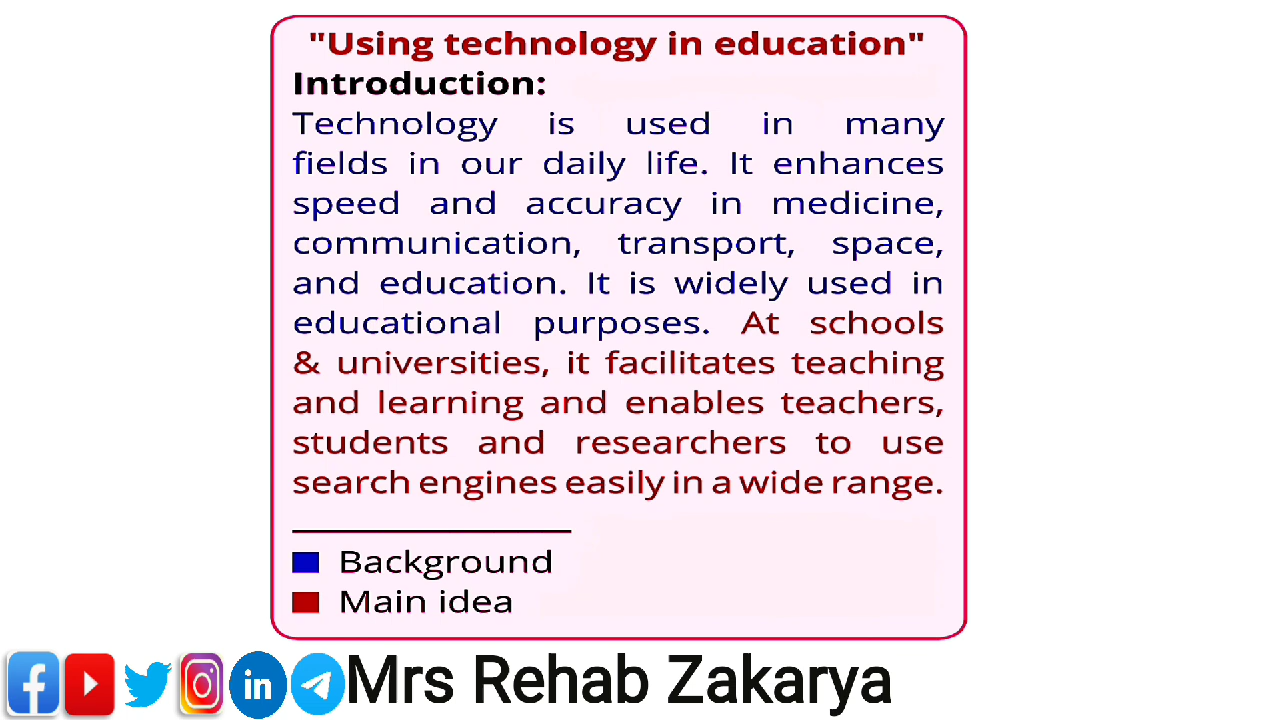 "Using technology in education"
Introduction:
Technology is used in many
fields in our daily life. It enhances
speed and accuracy in medicine,
communication, transport, space,
and education. It is widely used in
educational purposes. At schools
& universities, it facilitates teaching
and learning and enables teachers,
students and researchers to use
search engines easily in a wide range.
Background
Main idea
Mrs Rehab Zakarya